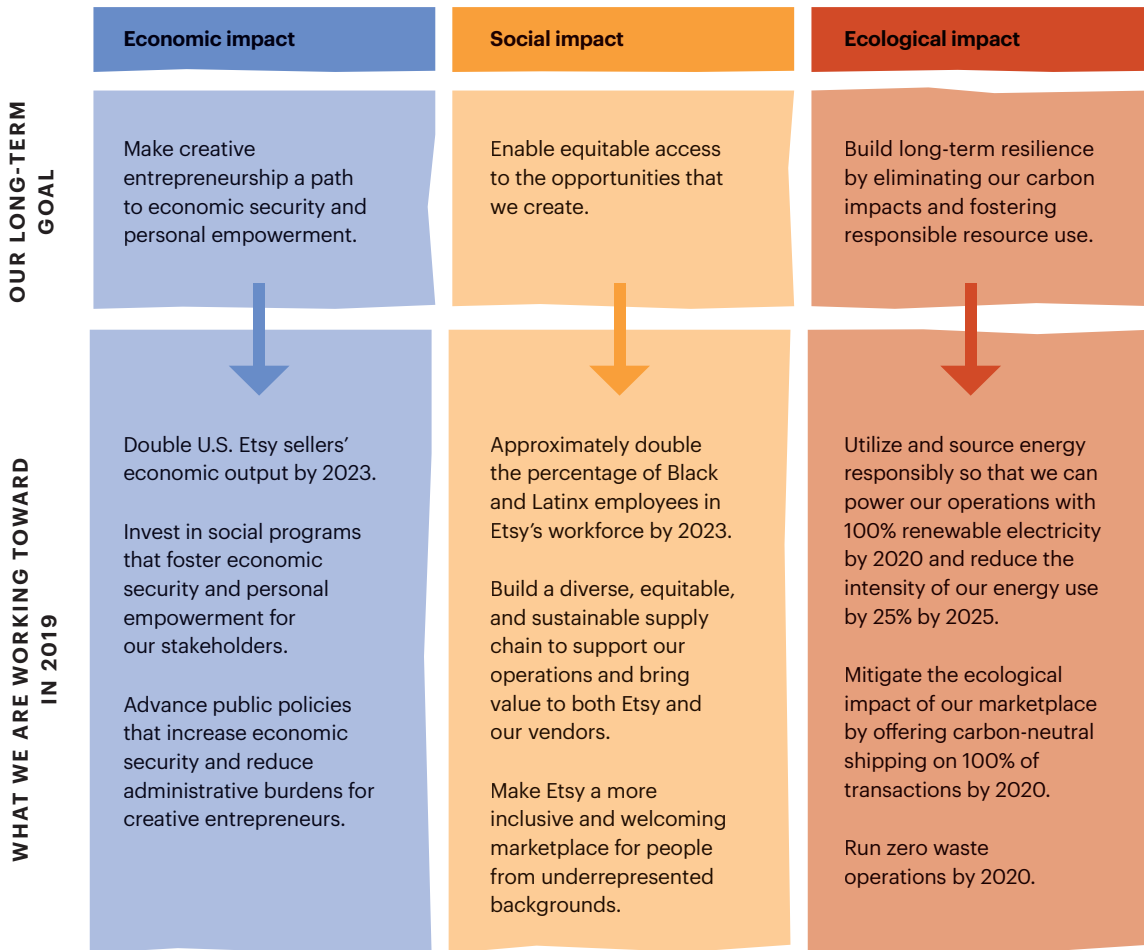 Economic impact
Social impact
Ecological impact
OUR LONG-TERM
GOAL
Make creative
entrepreneurship a path
to economic security and
personal empowerment.
Enable equitable access
to the opportunities that
we create.
Build long-term resilience
by eliminating our carbon
impacts and fostering
responsible resource use.
WHAT WE ARE WORKING TOWARD
IN 2019
Double U.S. Etsy sellers’
economic output by 2023.
Invest in social programs
that foster economic
security and personal
empowerment for
our stakeholders.
Advance public policies
that increase economic
security and reduce
administrative burdens for
creative entrepreneurs.
Approximately double
the percentage of Black
and Latinx employees in
Etsy’s workforce by 2023.
Build a diverse, equitable,
and sustainable supply
chain to support our
operations and bring
value to both Etsy and
our vendors.
Make Etsy a more
inclusive and welcoming
marketplace for people
from underrepresented
backgrounds.
Utilize and source energy
responsibly so that we can
power our operations with
100% renewable electricity
by 2020 and reduce the
intensity of our energy use
by 25% by 2025.
Mitigate the ecological
impact of our marketplace
by offering carbon-neutral
shipping on 100% of
transactions by 2020.
Run zero waste
operations by 2020.